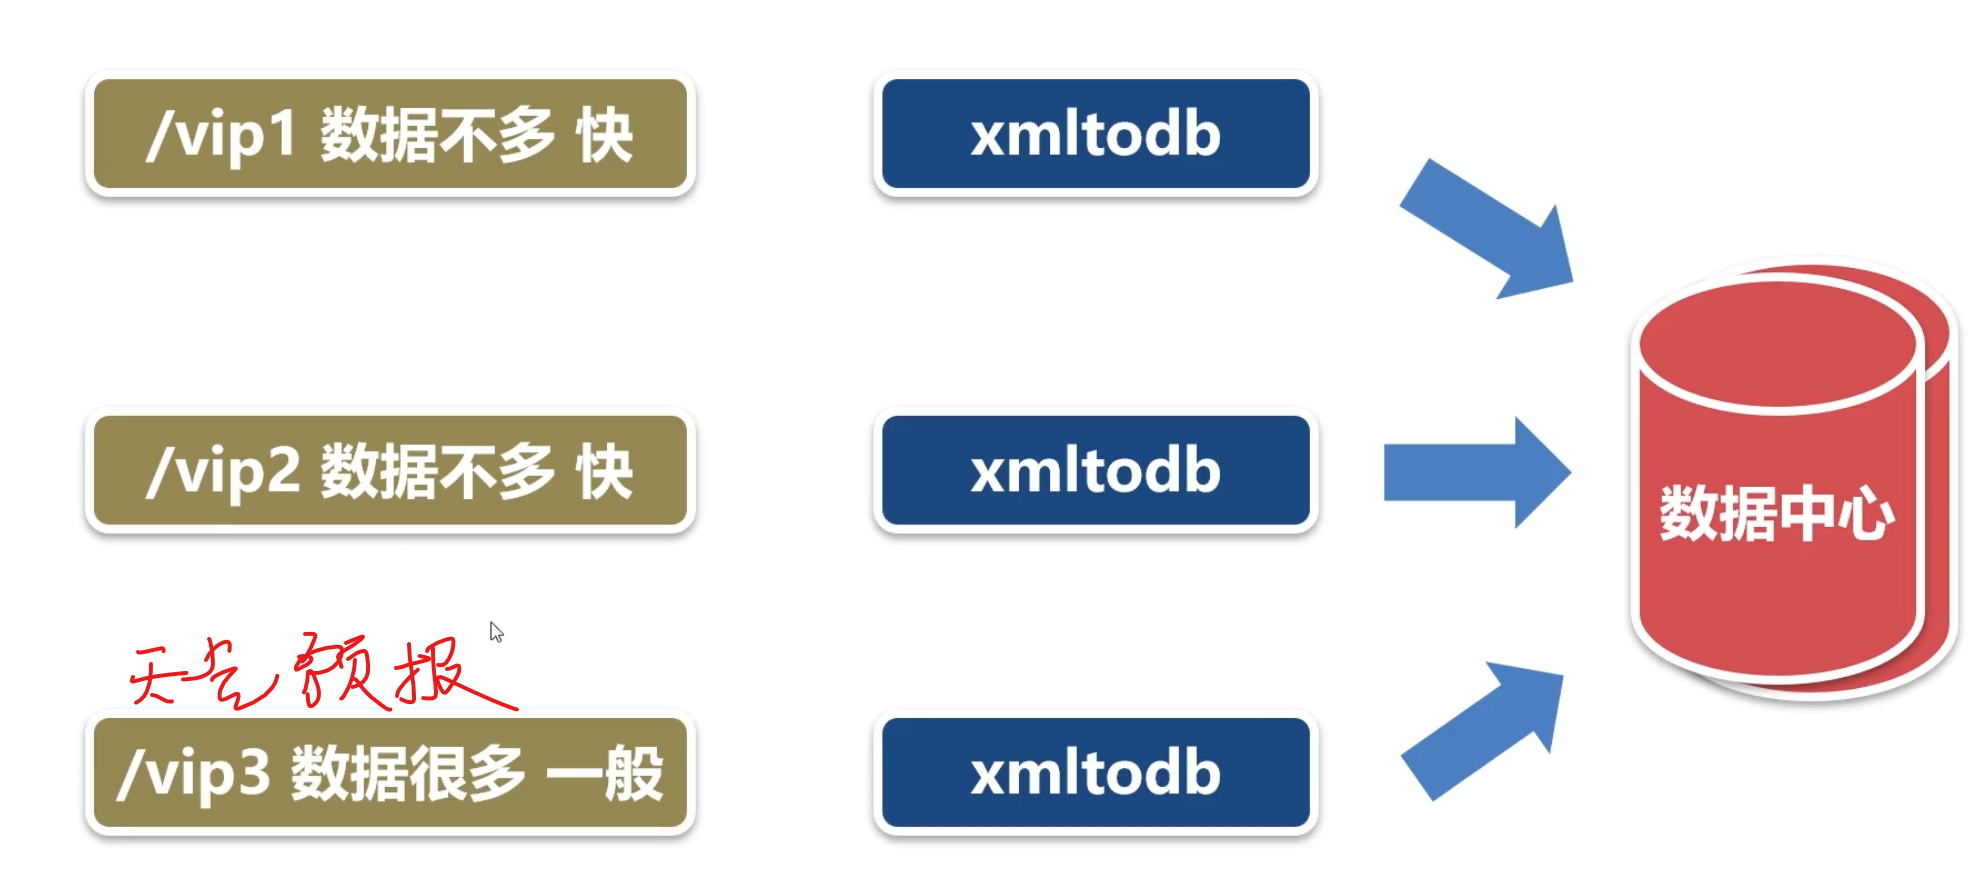 /vip1 数据不多 快
xmltodb
/vip2 数据不多 快
xmltodb
数据中心
天气预报
/vip3 数据很多 一般
xmltodb